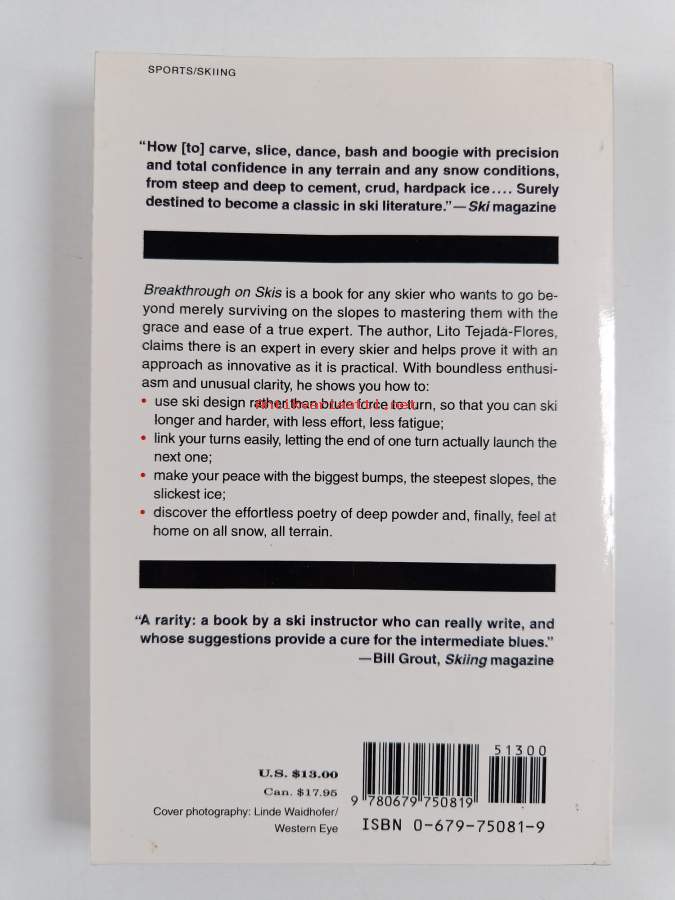 SPORTS/SKIING
“How [to] carve, slice, dance, bash and boogie with precision
and total confidence in any terrain and any snow conditions,
from steep and deep to cement, crud, hardpack ice.... Surely
destined to become a classic in ski literature.”—Ski magazine
Breakthrough on Skis is a book for any skier who wants to go be-
yond merely surviving on the slopes to mastering them with the
grace and ease of a true expert. The author, Lito Tejada-Flores,
claims there is an expert in every skier and helps prove it with an
approach as innovative as it is practical. With boundless enthusi-
asm and unusual clarity, he shows you how to:
• use ski design rather than brute force to turn, so that you can ski
longer and harder, with less effort, less fatigue;
• link your turns easily, letting the end of one turn actually launch the
next one;
• make your peace with the biggest bumps, the steepest slopes, the
slickest ice;
• discover the effortless poetry of deep powder and, finally, feel at
home on all snow, all terrain.
“A rarity: a book by a ski instructor who can really write, and
whose suggestions provide a cure for the intermediate blues.”
—Bill Grout, Skiing magazine
51300
U.S. $13.00
Can. $17.95
9 780679 750819
Cover photography: Linde Waidhofer/
Western Eye
ISBN 0-679-75081-9